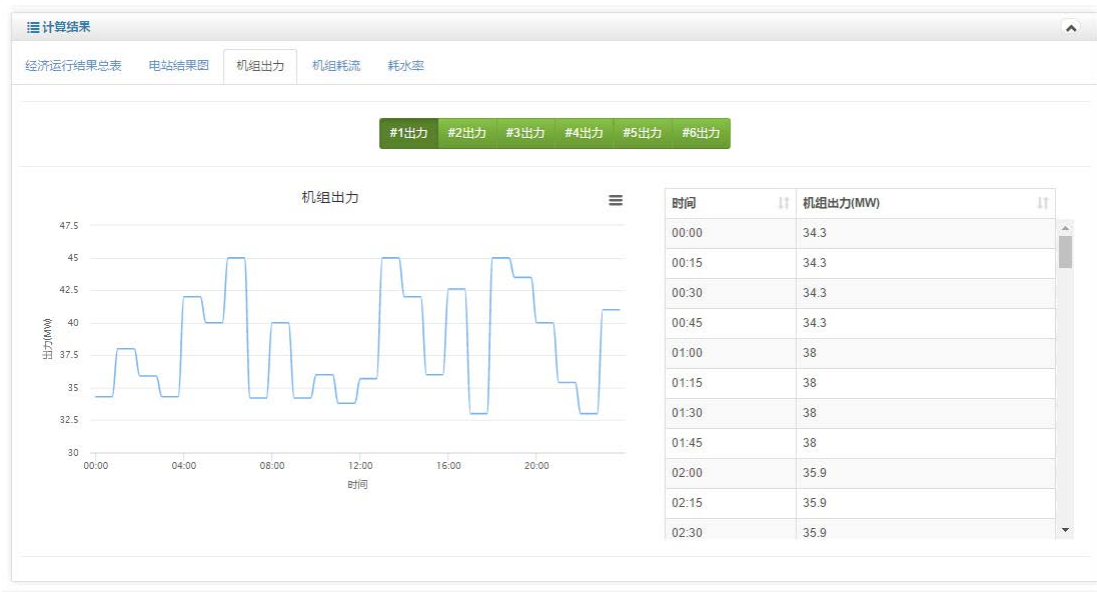 计算结果
经济运行结果总表 电站结果图 机组出力 机组耗流 耗水率
#1出力 #2出力 #3出力 #4出力 #5出力 #6出力
机组出力
47.5
45
42.5
40
37.5
35
32.5
30
出力(MW)
00:00 04:00 08:00 12:00 16:00 20:00
时间
时间 机组出力(MW)
00:00 34.3
00:15 34.3
00:30 34.3
00:45 34.3
01:00 38
01:15 38
01:30 38
01:45 38
02:00 35.9
02:15 35.9
02:30 35.9